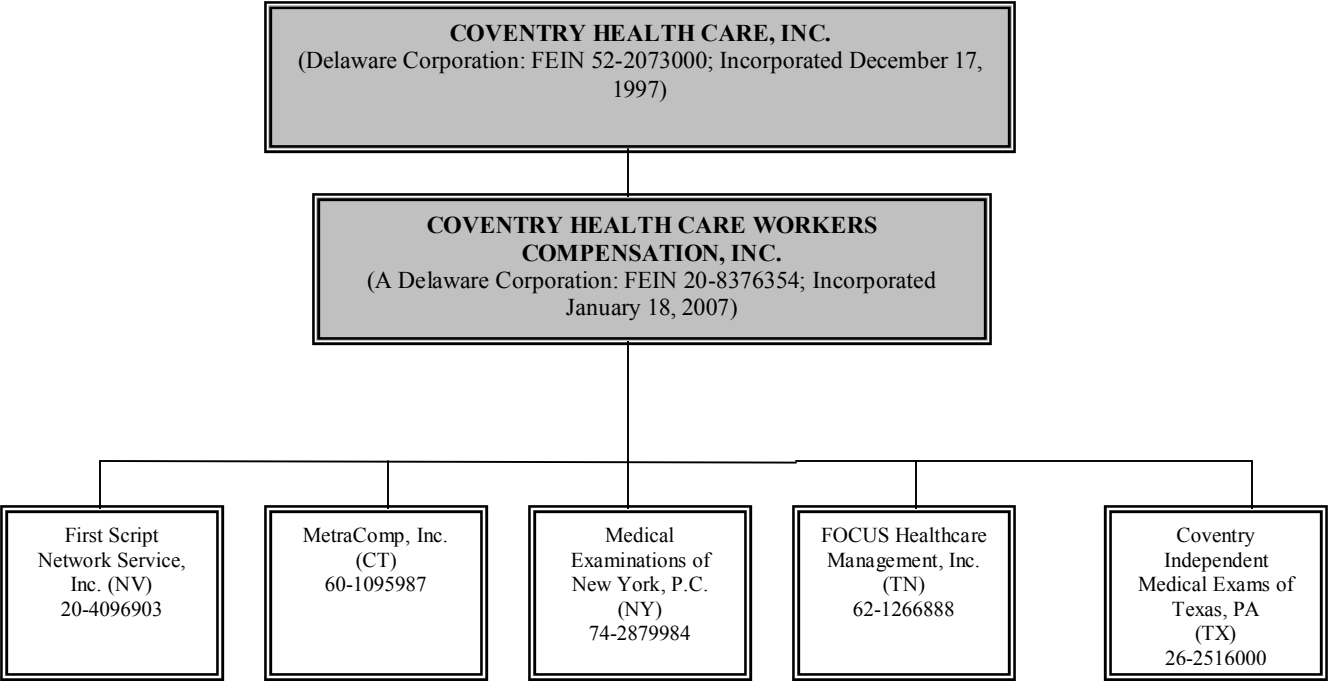 COVENTRY HEALTH CARE, INC.
(Delaware Corporation: FEIN 52-2073000; Incorporated December 17,
1997)
COVENTRY HEALTH CARE WORKERS
COMPENSATION, INC.
(A Delaware Corporation: FEIN 20-8376354; Incorporated
January 18, 2007)
First Script
Network Service,
Inc. (NV)
20-4096903
MetraComp, Inc.
(CT)
60-1095987
Medical
Examinations of
New York, P.C.
(NY)
74-2879984
FOCUS Healthcare
Management, Inc.
(TN)
62-1266888
Coventry
Independent
Medical Exams of
Texas, PA
(TX)
26-2516000